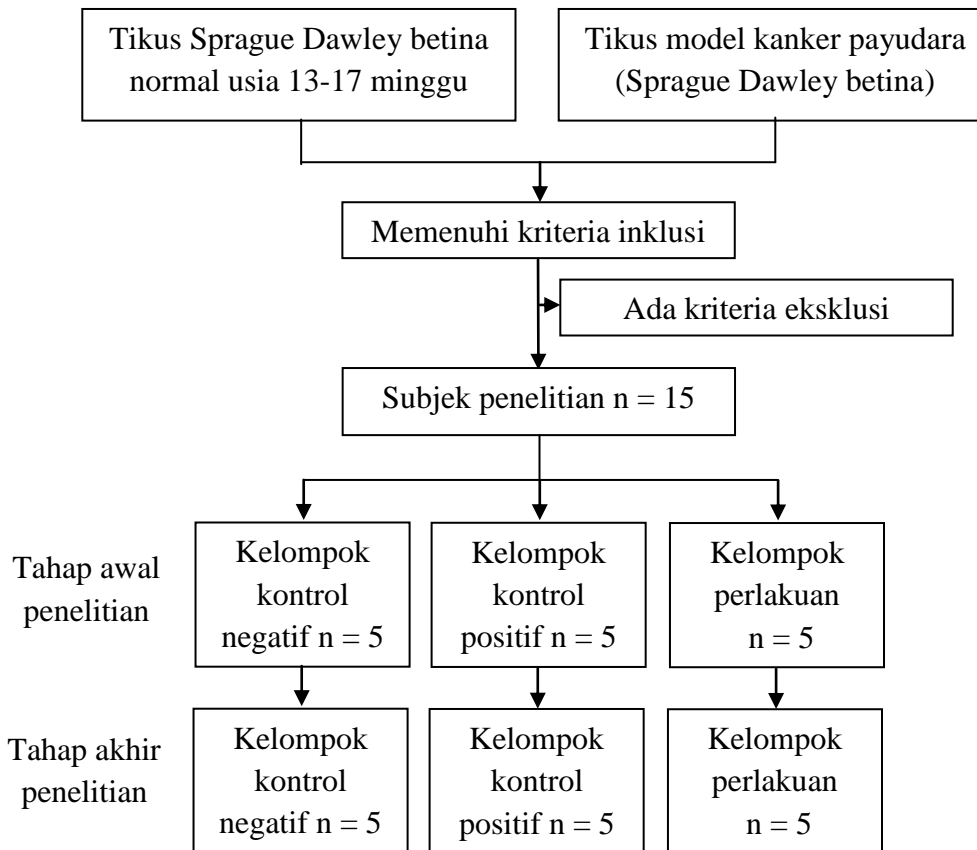 Tikus Sprague Dawley betina
normal usia 13-17 minggu
Tikus model kanker payudara
(Sprague Dawley betina)
Memenuhi kriteria inklusi
Ada kriteria eksklusi
Subjek penelitian n = 15
Tahap awal
penelitian
Kelompok
kontrol
negatif n = 5
Kelompok
kontrol
positif n = 5
Kelompok
perlakuan
n = 5
Tahap akhir
penelitian
Kelompok
kontrol
negatif n = 5
Kelompok
kontrol
positif n = 5
Kelompok
perlakuan
n = 5